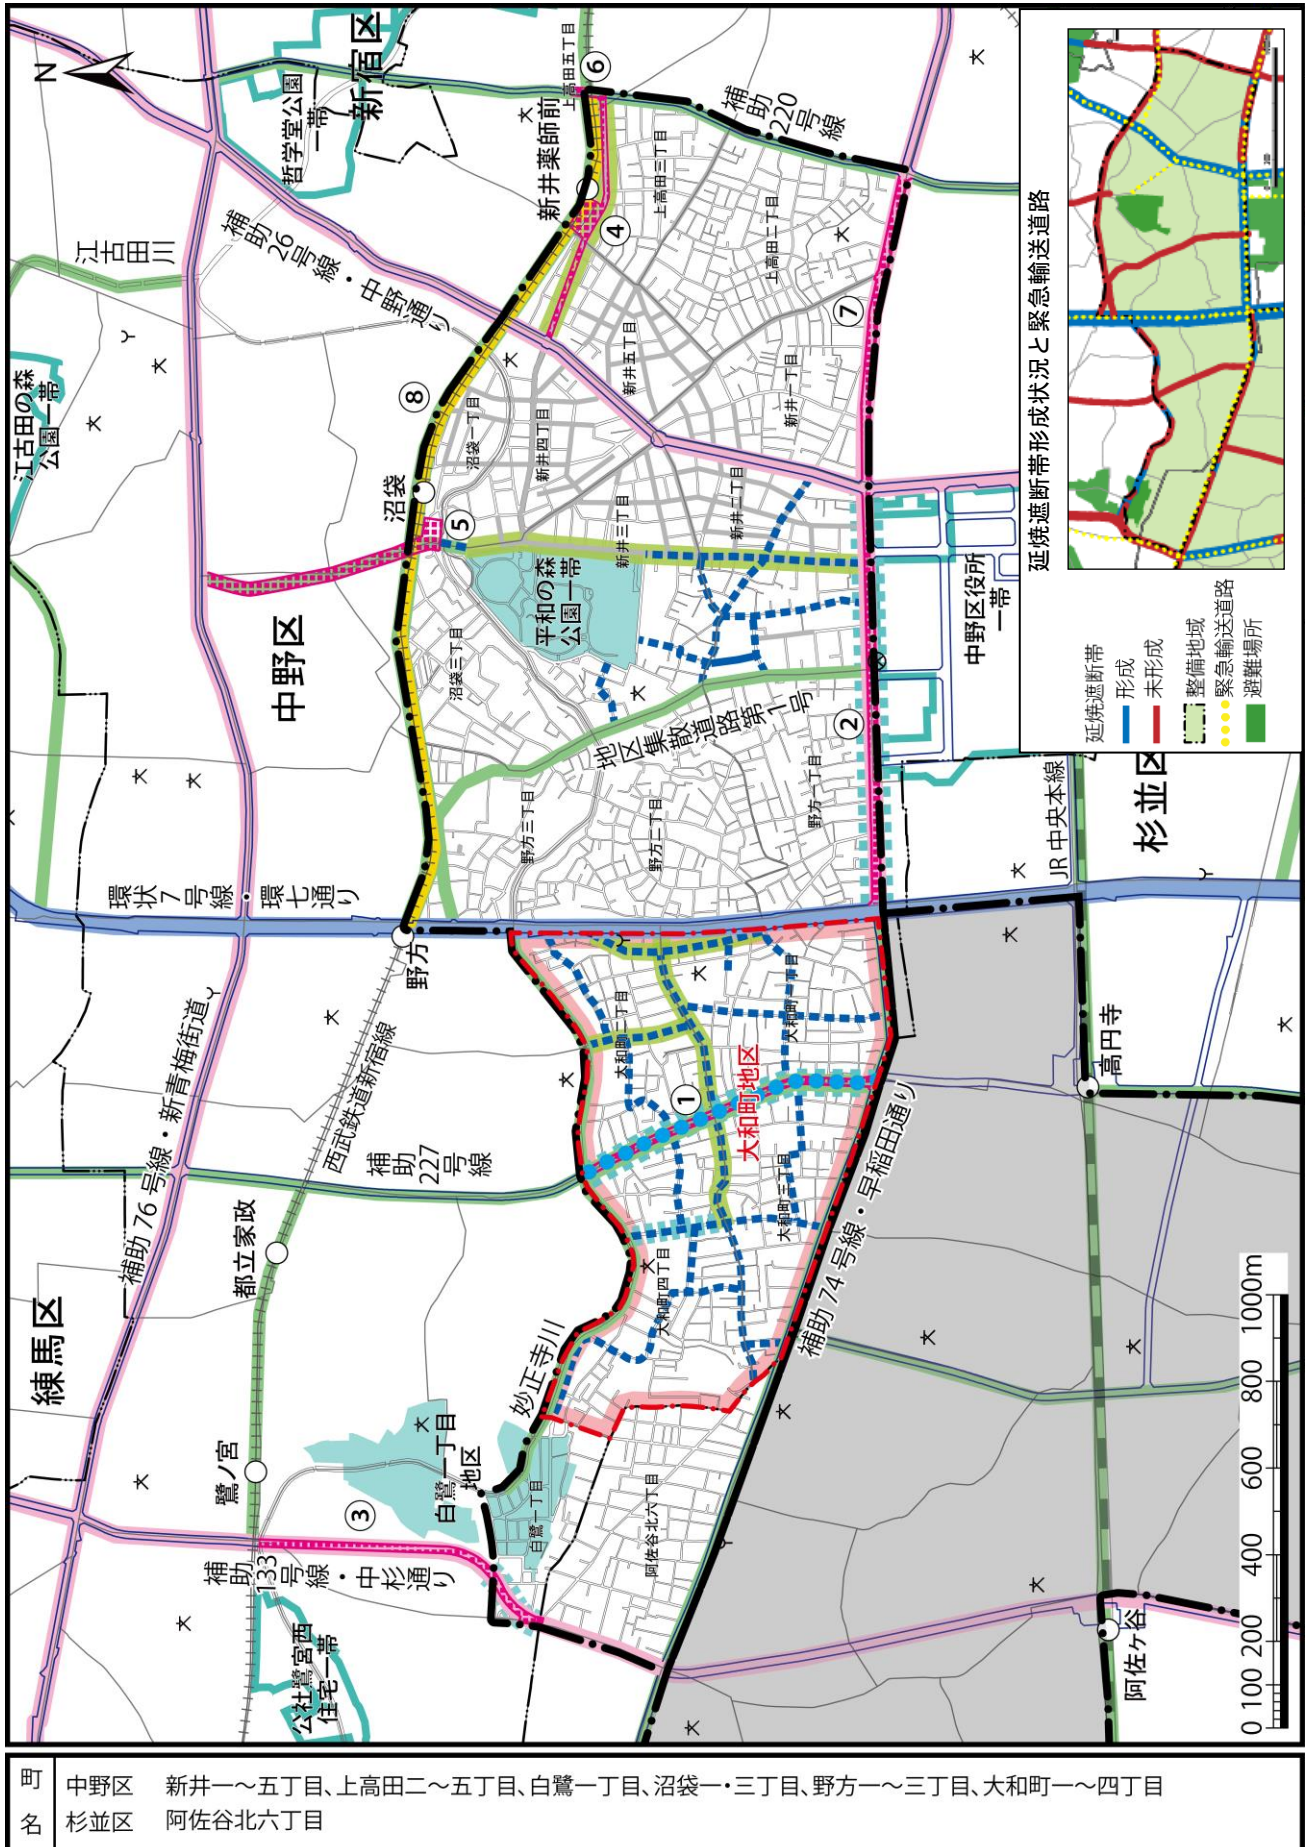 N
新宿区
哲学堂公園
一帯
江古田川
補助26号線・中野通り
新井薬師前
上高田五丁目
⑥
補助220号線
④
上高田三丁目
上高田二丁目
⑦
江古田の森
公園一帯
⑧
沼袋
沼袋一丁目
新井四丁目
新井五丁目
新井一丁目
⑤
新井三丁目
新井二丁目
平和の森
公園一帯
中野区
沼袋三丁目
中野区役所
一帯
地区集散道路第1号
②
野方三丁目
野方二丁目
野方一丁目
環状7号線・環七通り
野方
JR中央本線
杉並区
補助76号線・新青梅街道
西武鉄道新宿線
補助227号線
大和町二丁目
大和町一丁目
①
大和町地区
大和町三丁目
大和町四丁目
補助74号線・早稲田通り
高円寺
都立家政
練馬区
妙正寺川
鷺ノ宮
白鷺一丁目
地区
白鷺一丁目
③
阿佐谷北六丁目
補助133号線・中杉通り
公社鷺宮西
住宅一帯
阿佐ヶ谷
0 100 200 400 600 800 1000m
延焼遮断帯形成状況と緊急輸送道路
延焼遮断帯
形成
未形成
整備地域
緊急輸送道路
避難場所
町名
中野区 新井一～五丁目、上高田二～五丁目、白鷺一丁目、沼袋一・三丁目、野方一～三丁目、大和町一～四丁目
杉並区 阿佐谷北六丁目